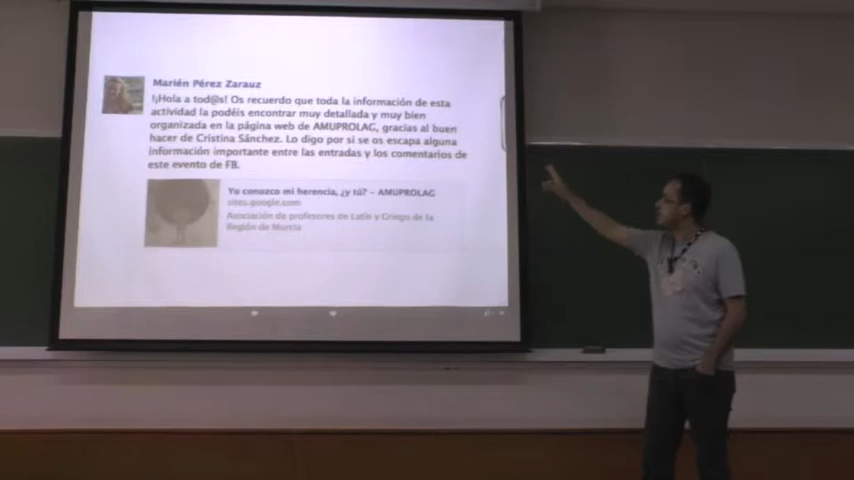 Marién Pérez Zarauz
!¡Hola a tod@s! Os recuerdo que toda la información de esta
actividad la podéis encontrar muy detallada y muy bien
organizada en la página web de AMUPROLAG, gracias al buen
hacer de Cristina Sánchez. Lo digo por si se os escapa alguna
información importante entre las entradas y los comentarios de
este evento de FB.
Yo conozco mi herencia, ¿y tú? - AMUPROLAG
sites.google.com
Asociación de profesores de Latín y Griego de la
Región de Murcia